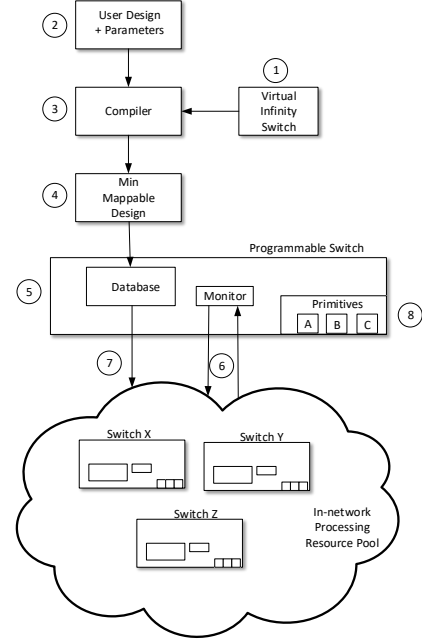 2
User Design
+ Parameters
1
3
Compiler
Virtual
Infinity
Switch
4
Min
Mappable
Design
Programmable Switch
5
Database
Monitor
Primitives
A B C
8
7
6
Switch X
Switch Y
Switch Z
In-network
Processing
Resource Pool